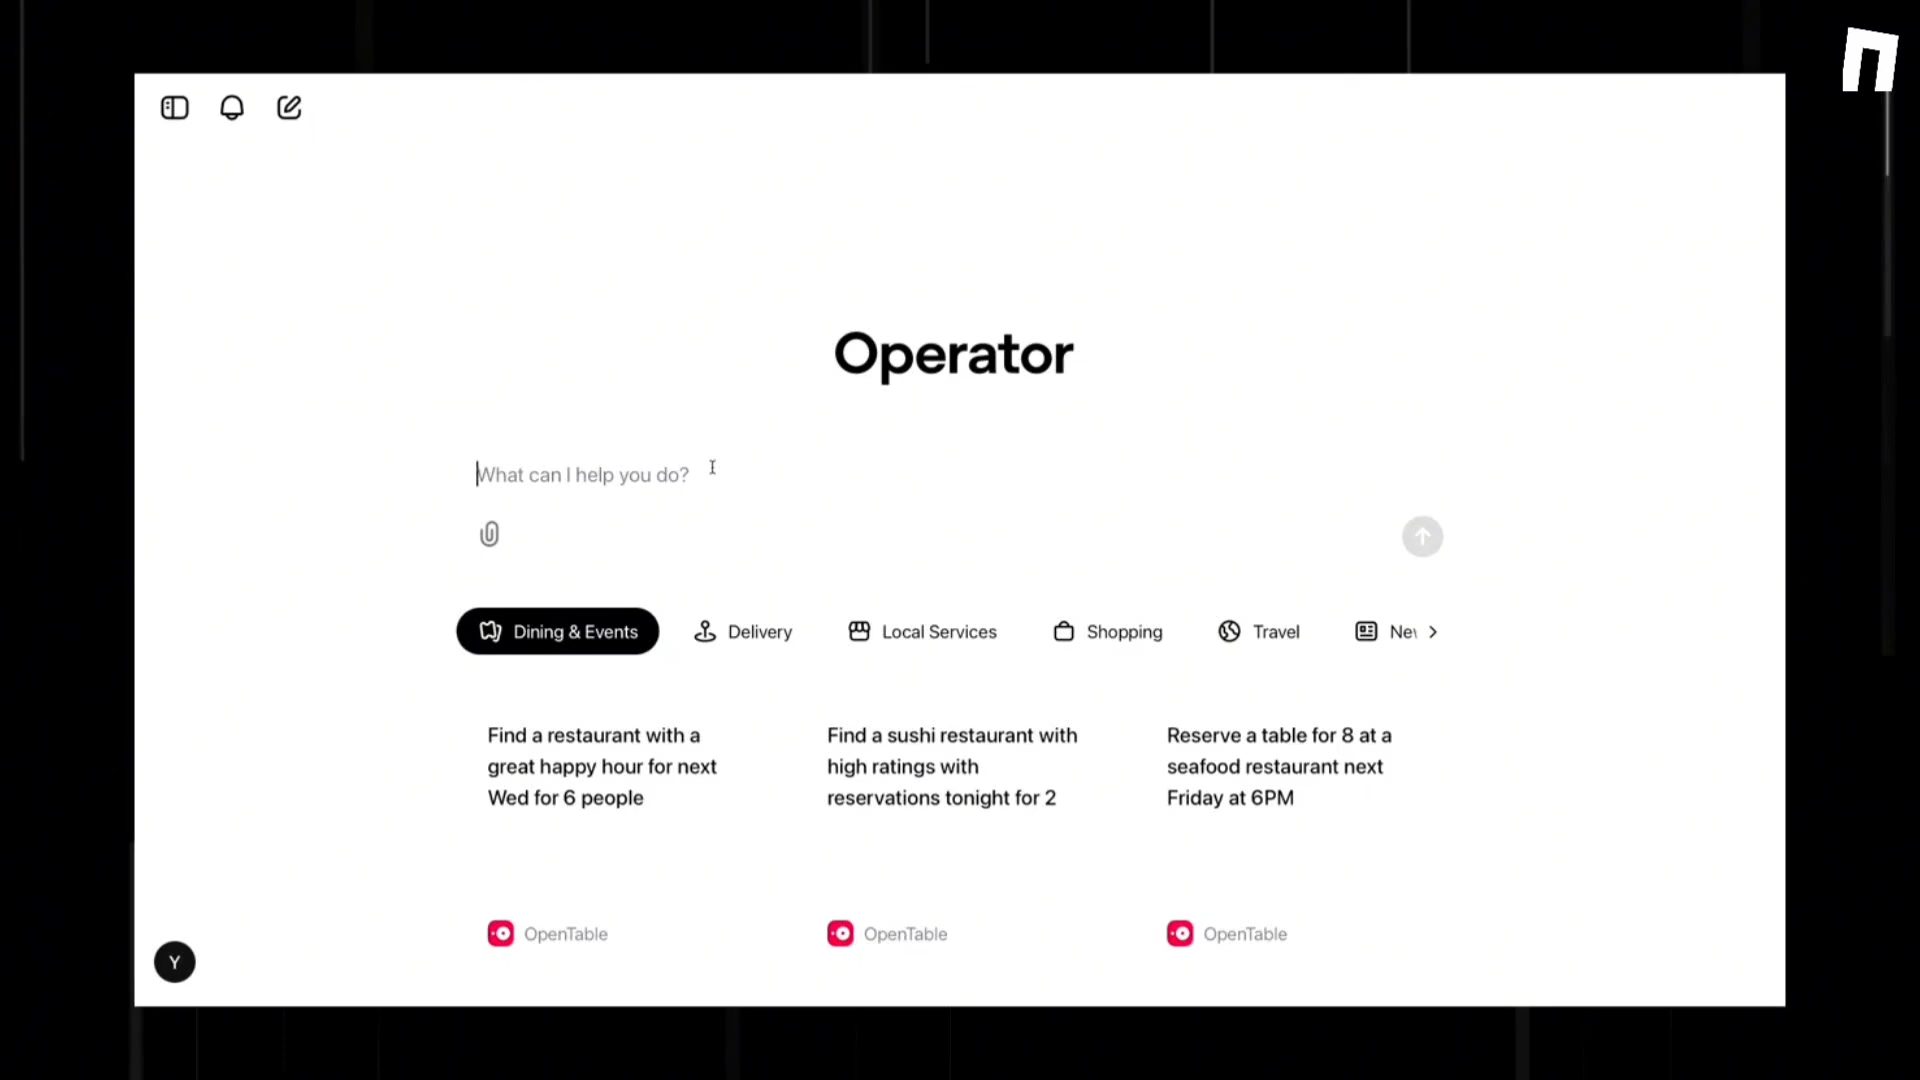 Operator
What can I help you do?
Dining & Events
Delivery
Local Services
Shopping
Travel
Find a restaurant with a
great happy hour for next
Wed for 6 people
Find a sushi restaurant with
high ratings with
reservations tonight for 2
Reserve a table for 8 at a
seafood restaurant next
Friday at 6PM
OpenTable
OpenTable
OpenTable
Y